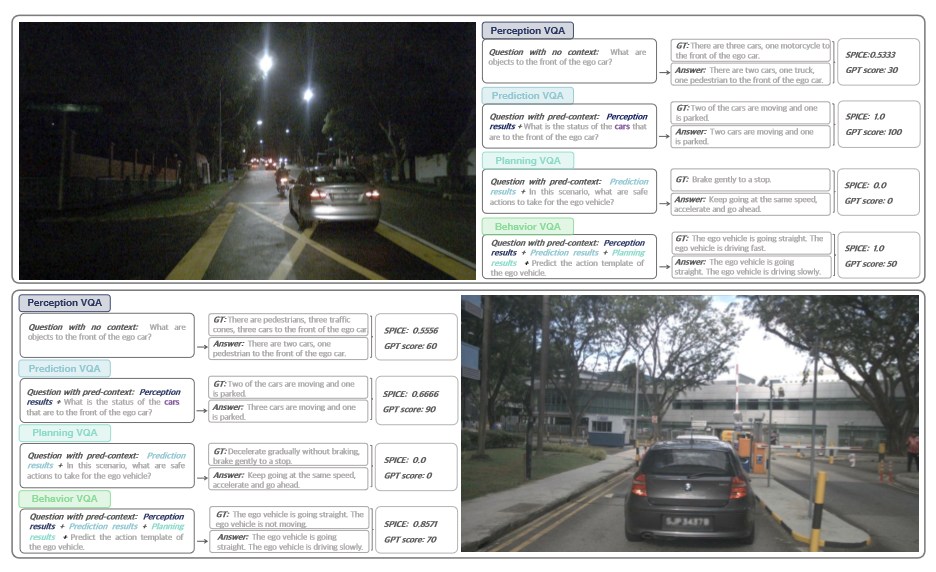 Perception VQA
Question with no context: What are
objects to the front of the ego car?
GT: There are three cars, one motorcycle to
the front of the ego car.
Answer: There are two cars, one truck,
one pedestrian to the front of the ego car.
SPICE:0.5333
GPT score: 30
Prediction VQA
Question with pred-context: Perception
results + What is the status of the cars that
are to the front of the ego car?
GT: Two of the cars are moving and one
is parked.
Answer: Two cars are moving and one
is parked.
SPICE: 1.0
GPT score: 100
Planning VQA
Question with pred-context: Prediction
results + In this scenario, what are safe
actions to take for the ego vehicle?
GT: Brake gently to a stop.
Answer: Keep going at the same speed,
accelerate and go ahead.
SPICE: 0.0
GPT score: 0
Behavior VQA
Question with pred-context: Perception
results + Prediction results + Planning
results + Predict the action template of
the ego vehicle.
GT: The ego vehicle is going straight. The
ego vehicle is driving fast.
Answer: The ego vehicle is going
straight. The ego vehicle is driving slowly.
SPICE: 1.0
GPT score: 50
Perception VQA
Question with no context: What are
objects to the front of the ego car?
GT: There are pedestrians, three traffic
cones, three cars to the front of the ego car
Answer: There are two cars, one
pedestrian to the front of the ego car.
SPICE: 0.5556
GPT score: 60
Prediction VQA
Question with pred-context: Perception
results + What is the status of the cars
that are to the front of the ego car?
GT: Two of the cars are moving and one
is parked.
Answer: Three cars are moving and one
is parked.
SPICE: 0.6666
GPT score: 90
Planning VQA
Question with pred-context: Prediction
results + In this scenario, what are safe
actions to take for the ego vehicle?
GT: Decelerate gradually without braking,
brake gently to a stop.
Answer: Keep going at the same speed,
accelerate and go ahead.
SPICE: 0.0
GPT score: 0
Behavior VQA
Question with pred-context: Perception
results + Prediction results + Planning
results + Predict the action template of
the ego vehicle.
GT: The ego vehicle is going straight. The
ego vehicle is not moving.
Answer: The ego vehicle is going
straight. The ego vehicle is driving slowly.
SPICE: 0.8571
GPT score: 70